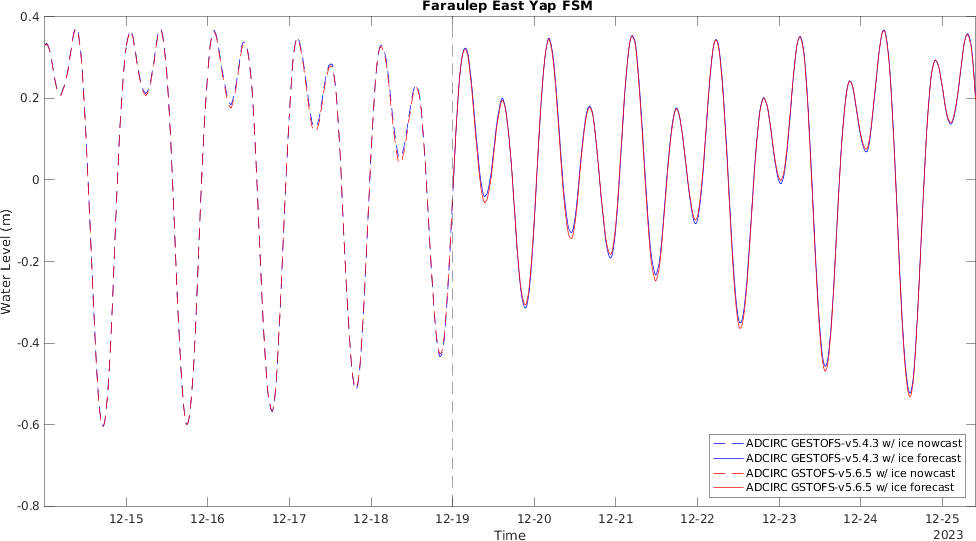 Faraulep East Yap FSM
0.4
0.2
0
-0.2
-0.4
-0.6
-0.8
Water Level (m)
12-15 12-16 12-17 12-18 12-19 12-20 12-21 12-22 12-23 12-24 12-25
2023
Time
ADCIRC GESTOFS-v5.4.3 w/ ice nowcast
ADCIRC GESTOFS-v5.4.3 w/ ice forecast
ADCIRC GSTOFS-v5.6.5 w/ ice nowcast
ADCIRC GSTOFS-v5.6.5 w/ ice forecast